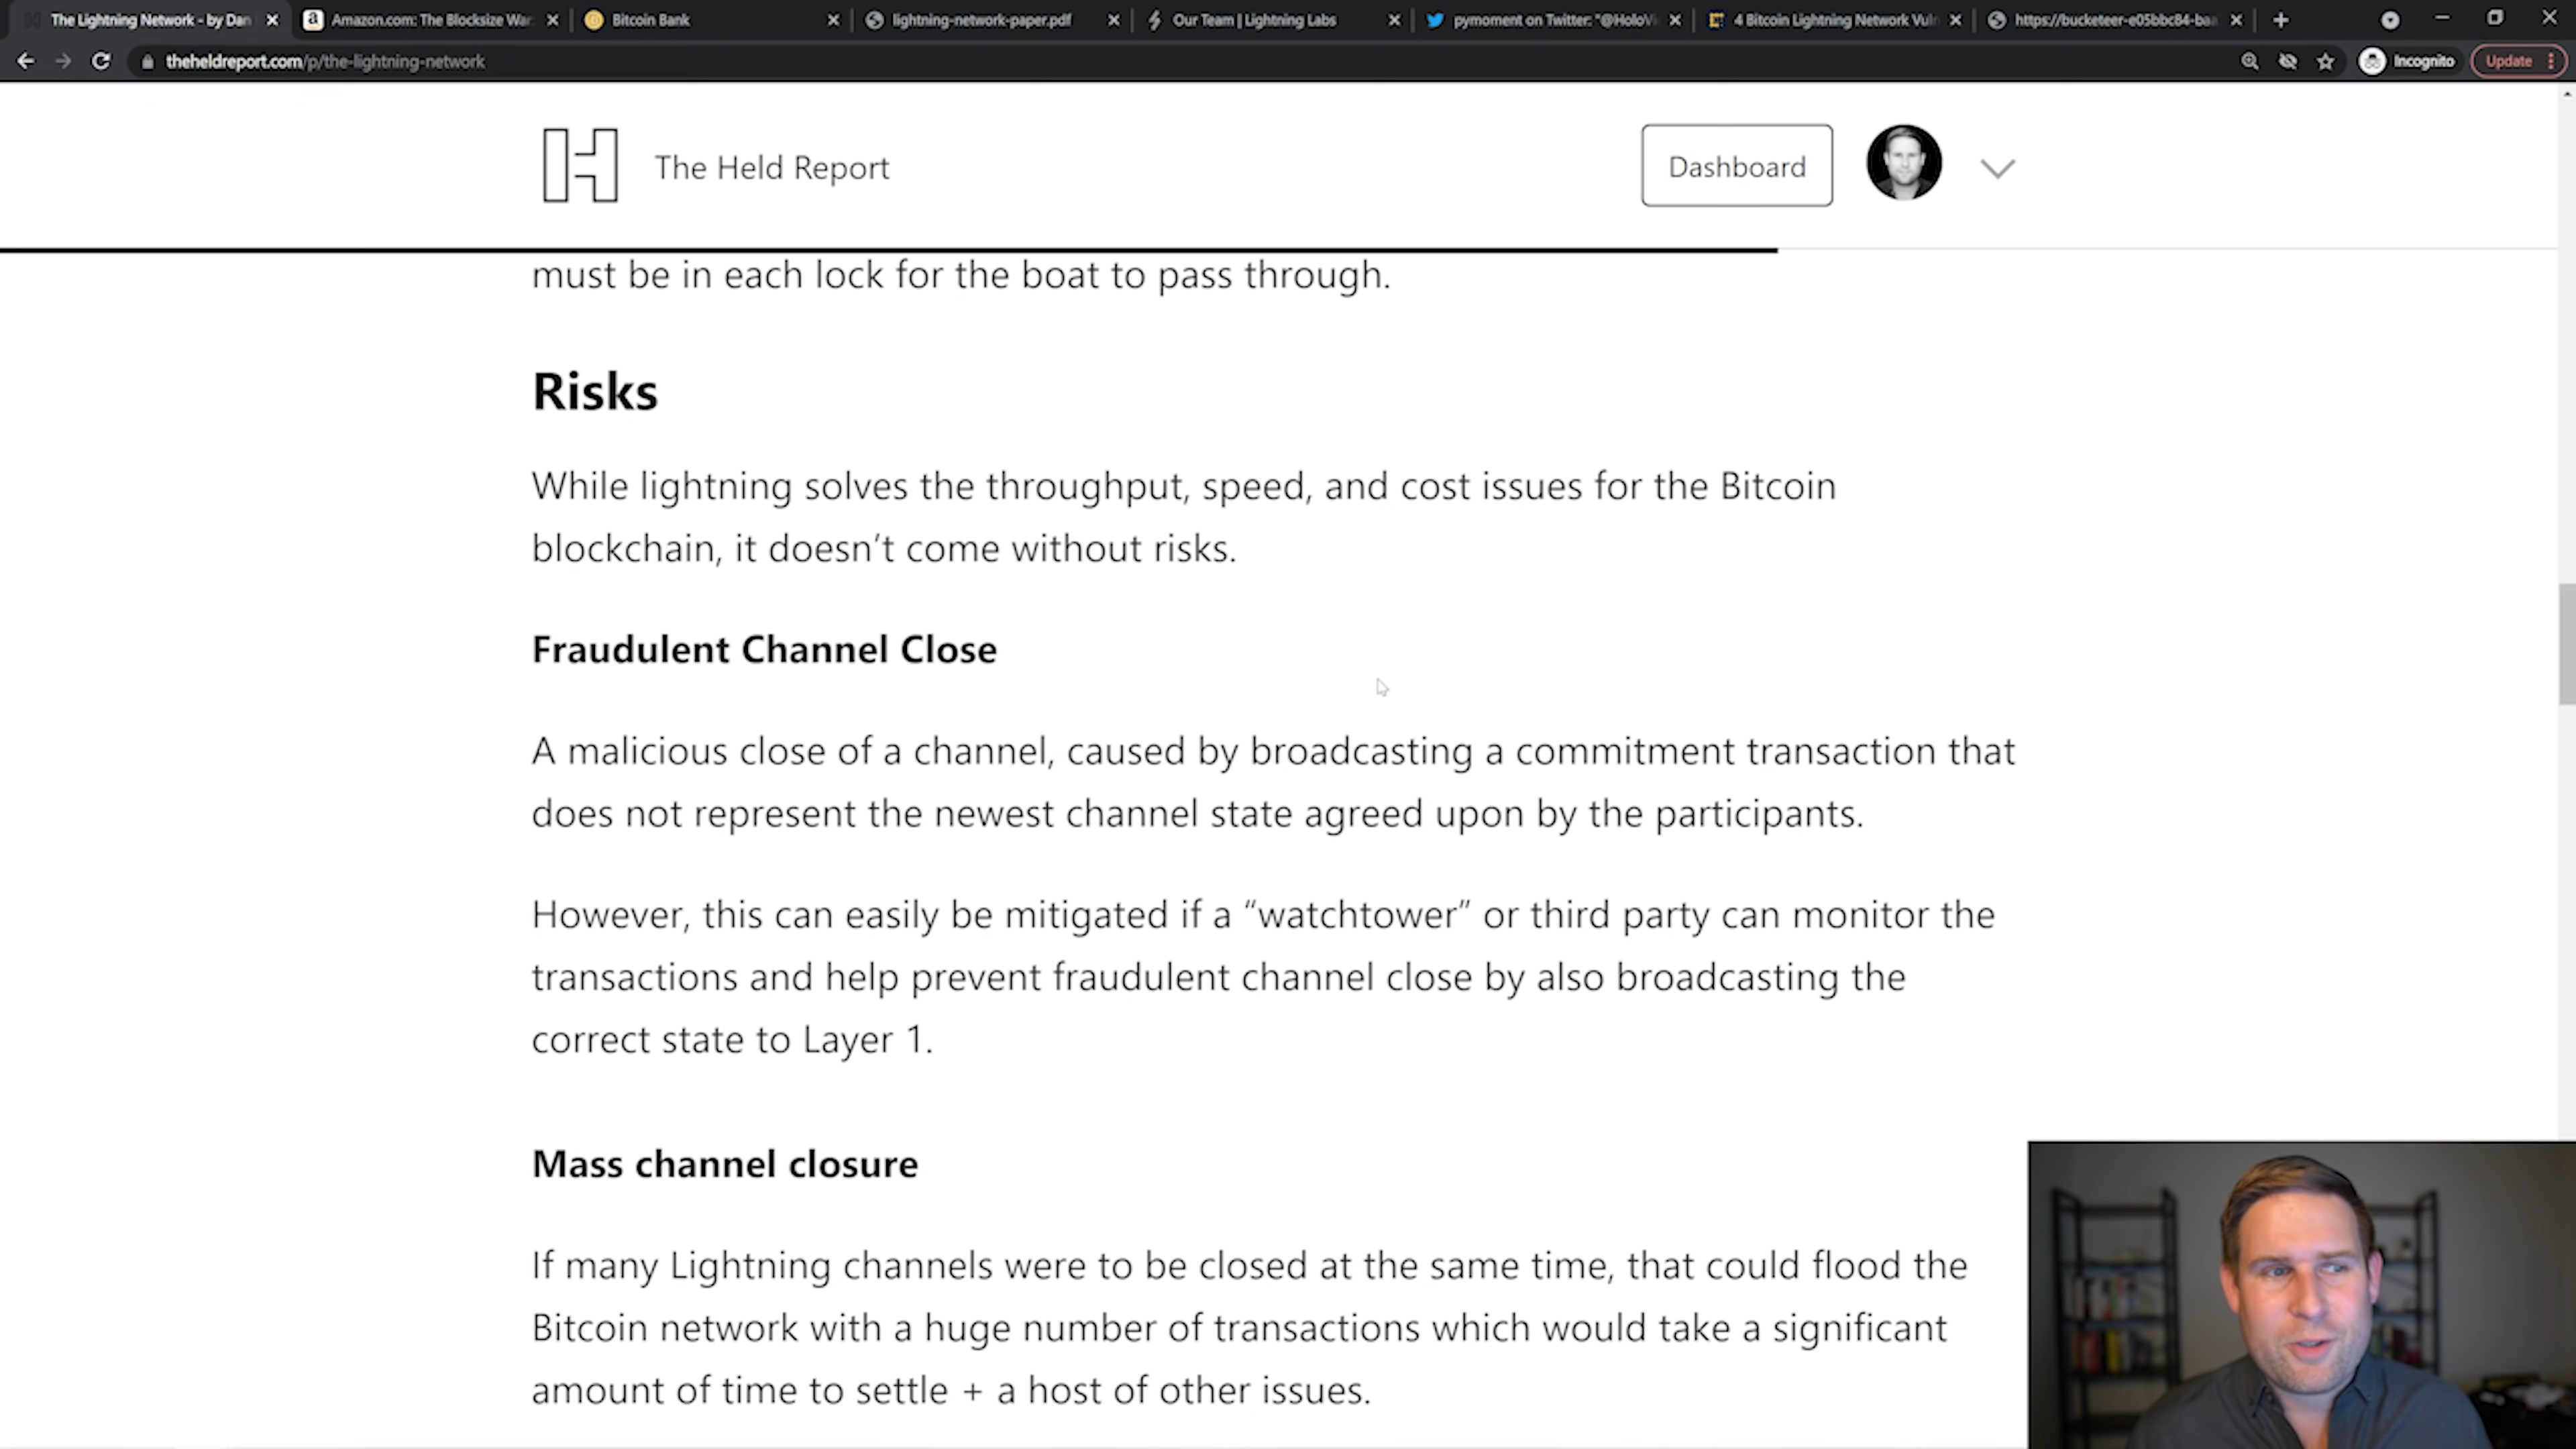 The Lightning Network - by Dan
Amazon.com: The Blocksize War:
Bitcoin Bank
lightning-network-paper.pdf
Our Team | Lightning Labs
pymoment on Twitter: "@HoloVi
4 Bitcoin Lightning Network Vuln
https://bucketeer-e05bbc84-baa
theheldreport.com/p/the-lightning-network
Incognito
Update
H
The Held Report
Dashboard
must be in each lock for the boat to pass through.
Risks
While lightning solves the throughput, speed, and cost issues for the Bitcoin
blockchain, it doesn’t come without risks.
Fraudulent Channel Close
A malicious close of a channel, caused by broadcasting a commitment transaction that
does not represent the newest channel state agreed upon by the participants.
However, this can easily be mitigated if a “watchtower” or third party can monitor the
transactions and help prevent fraudulent channel close by also broadcasting the
correct state to Layer 1.
Mass channel closure
If many Lightning channels were to be closed at the same time, that could flood the
Bitcoin network with a huge number of transactions which would take a significant
amount of time to settle + a host of other issues.